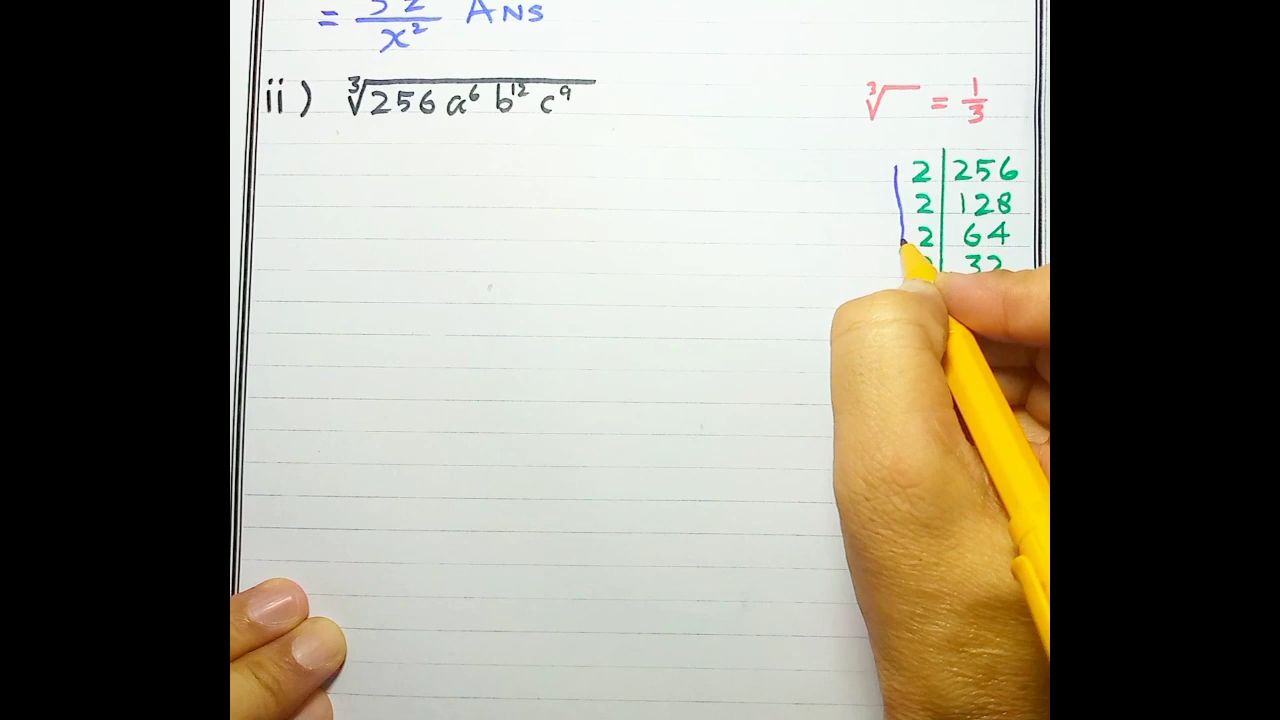 = / x² Ans
ii) ∛256 a⁶ b¹² c⁹
∛ = 1/3
2 | 256
2 | 128
2 | 64
32